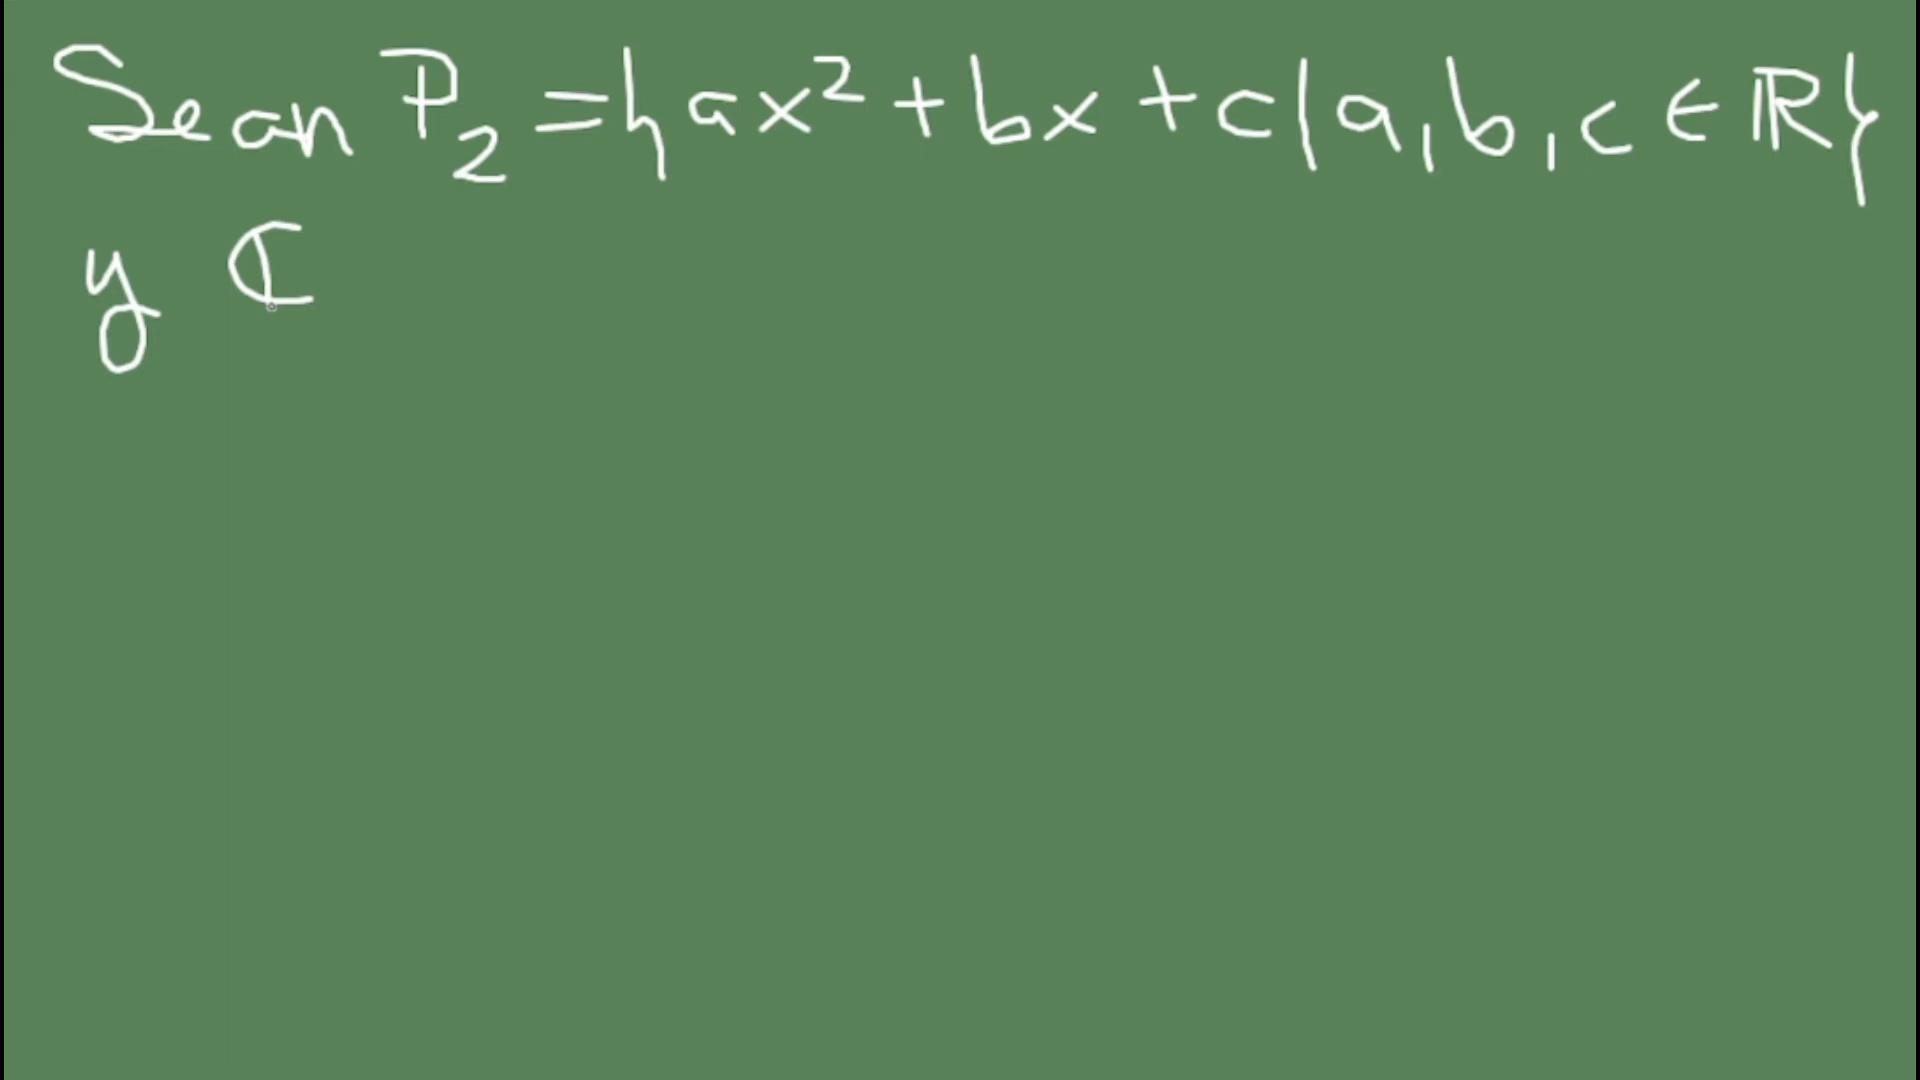 Sean P₂ = {ax² + bx + c | a, b, c ∈ ℝ}
y ℂ